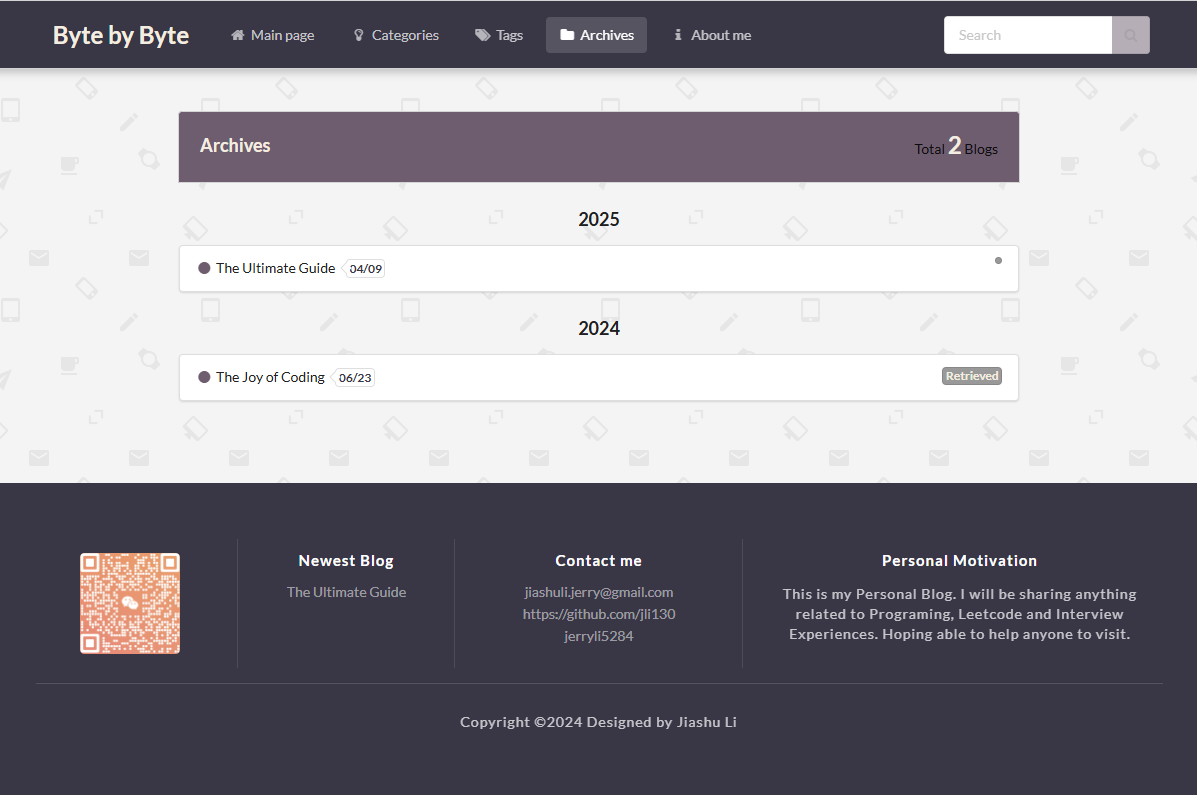 Byte by Byte Main page Categories Tags Archives About me Search
Archives Total 2 Blogs
2025
The Ultimate Guide 04/09
2024
The Joy of Coding 06/23 Retrieved
Newest Blog
The Ultimate Guide
Contact me
jiashuli.jerry@gmail.com
https://github.com/jli130
jerryli5284
Personal Motivation
This is my Personal Blog. I will be sharing anything
related to Programing, Leetcode and Interview
Experiences. Hoping able to help anyone to visit.
Copyright ©2024 Designed by Jiashu Li